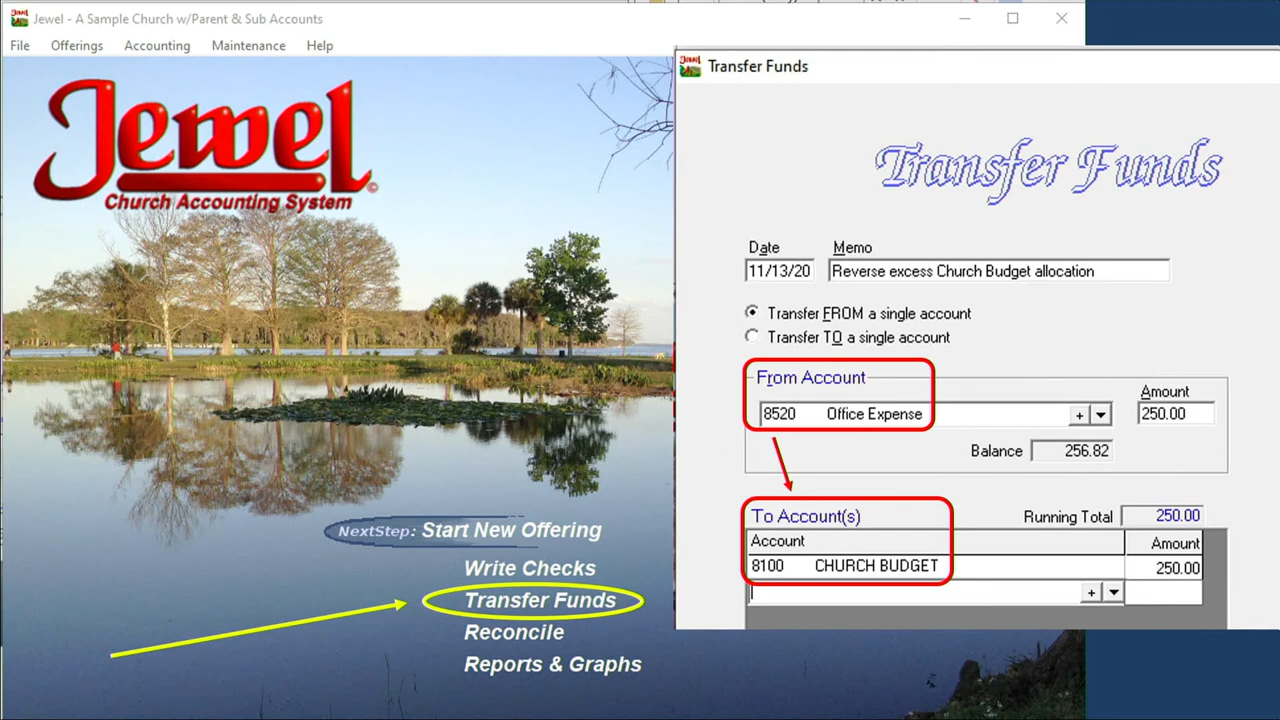 Jewel - A Sample Church w/Parent & Sub Accounts
File Offerings Accounting Maintenance Help
Jewel
©
Church Accounting System
NextStep: Start New Offering
Write Checks
Transfer Funds
Reconcile
Reports & Graphs
Jewel
Transfer Funds
Transfer Funds
Date Memo
11/13/20 Reverse excess Church Budget allocation
Transfer FROM a single account
Transfer TO a single account
From Account Amount
8520 Office Expense + 250.00
Balance 256.82
To Account(s) Running Total 250.00
Account Amount
8100 CHURCH BUDGET 250.00
+